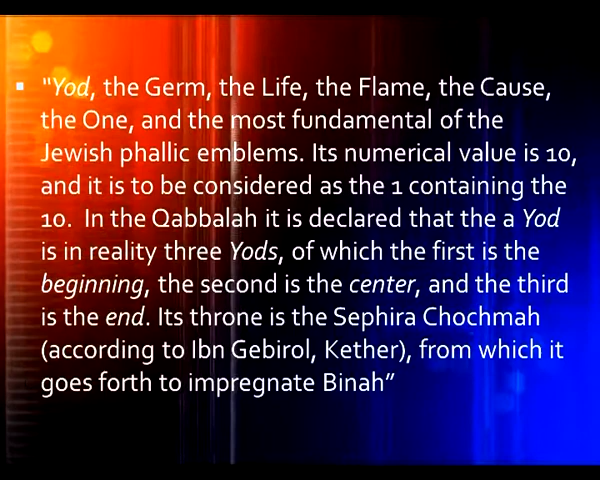 ▪ "Yod, the Germ, the Life, the Flame, the Cause,
the One, and the most fundamental of the
Jewish phallic emblems. Its numerical value is 10,
and it is to be considered as the 1 containing the
10.  In the Qabbalah it is declared that the a Yod
is in reality three Yods, of which the first is the
beginning, the second is the center, and the third
is the end. Its throne is the Sephira Chochmah
(according to Ibn Gebirol, Kether), from which it
goes forth to impregnate Binah”